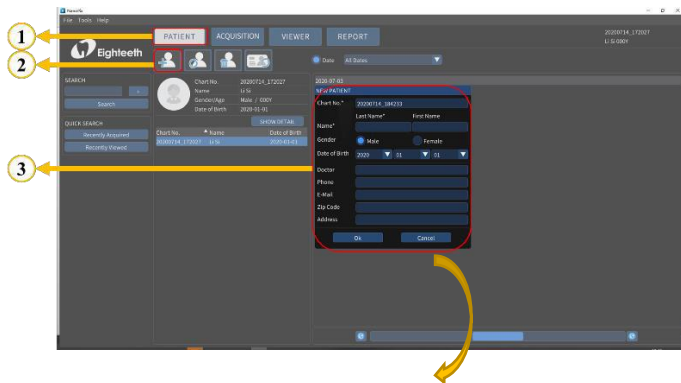 File Tools Help
1
PATIENT ACQUISITION VIEWER REPORT
20200714_172027
Li Si 000Y
2
Eighteeth
Date All Dates
SEARCH
Search
QUICK SEARCH
Recently Acquired
Recently Viewed
Chart No. 20200714_172027
Name Li Si
Gender/Age Male / 000Y
Date of Birth 2020-01-01
SHOW DETAIL
Chart No. Name Date of Birth
20200714_172027 Li Si 2020-01-01
2020-07-03
NEW PATIENT
Chart No.* 20200714_184233
Last Name* First Name
Name*
Gender Male Female
3
Date of Birth 2020 01 01
Doctor
Phone
E-Mail
Zip Code
Address
Ok Cancel